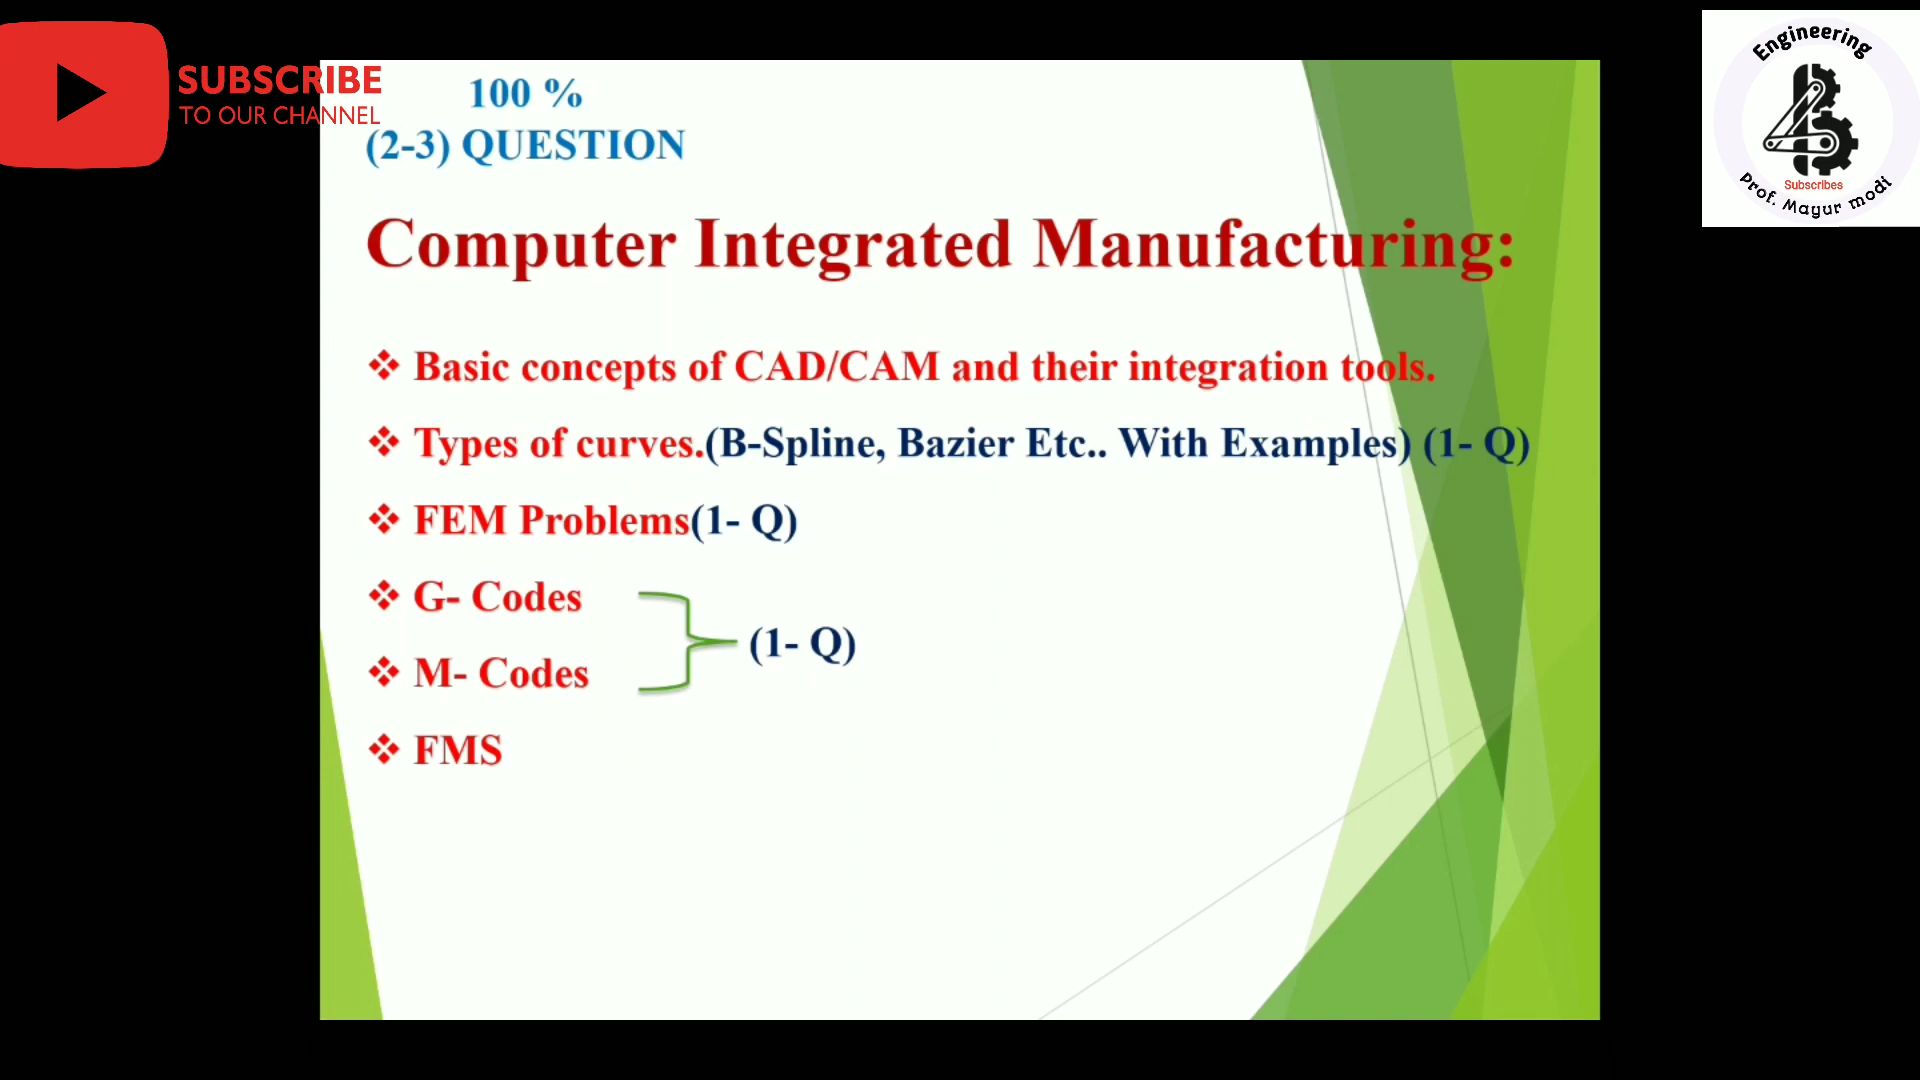 SUBSCRIBE
TO OUR CHANNEL
Engineering
Subscribes
Prof. Mayur modi
100 %
(2-3) QUESTION
Computer Integrated Manufacturing:
❖ Basic concepts of CAD/CAM and their integration tools.
❖ Types of curves.(B-Spline, Bazier Etc.. With Examples) (1- Q)
❖ FEM Problems(1- Q)
❖ G- Codes
(1- Q)
❖ M- Codes
❖ FMS